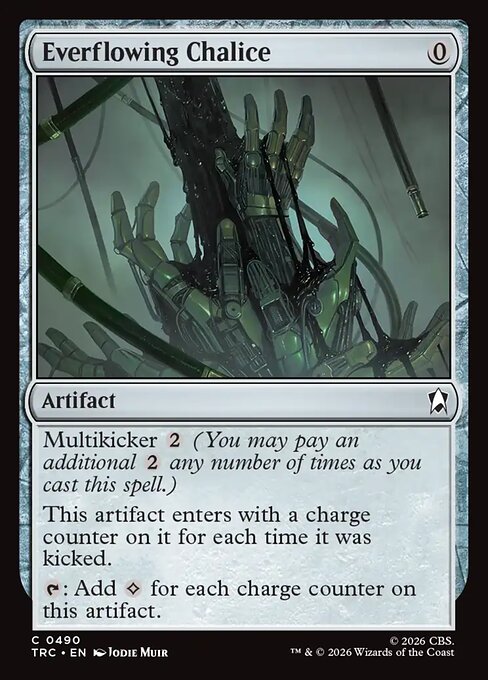 Everflowing Chalice 0
Artifact
Multikicker 2 (You may pay an
additional 2 any number of times as you
cast this spell.)
This artifact enters with a charge
counter on it for each time it was
kicked.
: Add for each charge counter on
this artifact.
C 0490 © 2026 CBS.
TRC • EN Jodie Muir ™ & © 2026 Wizards of the Coast